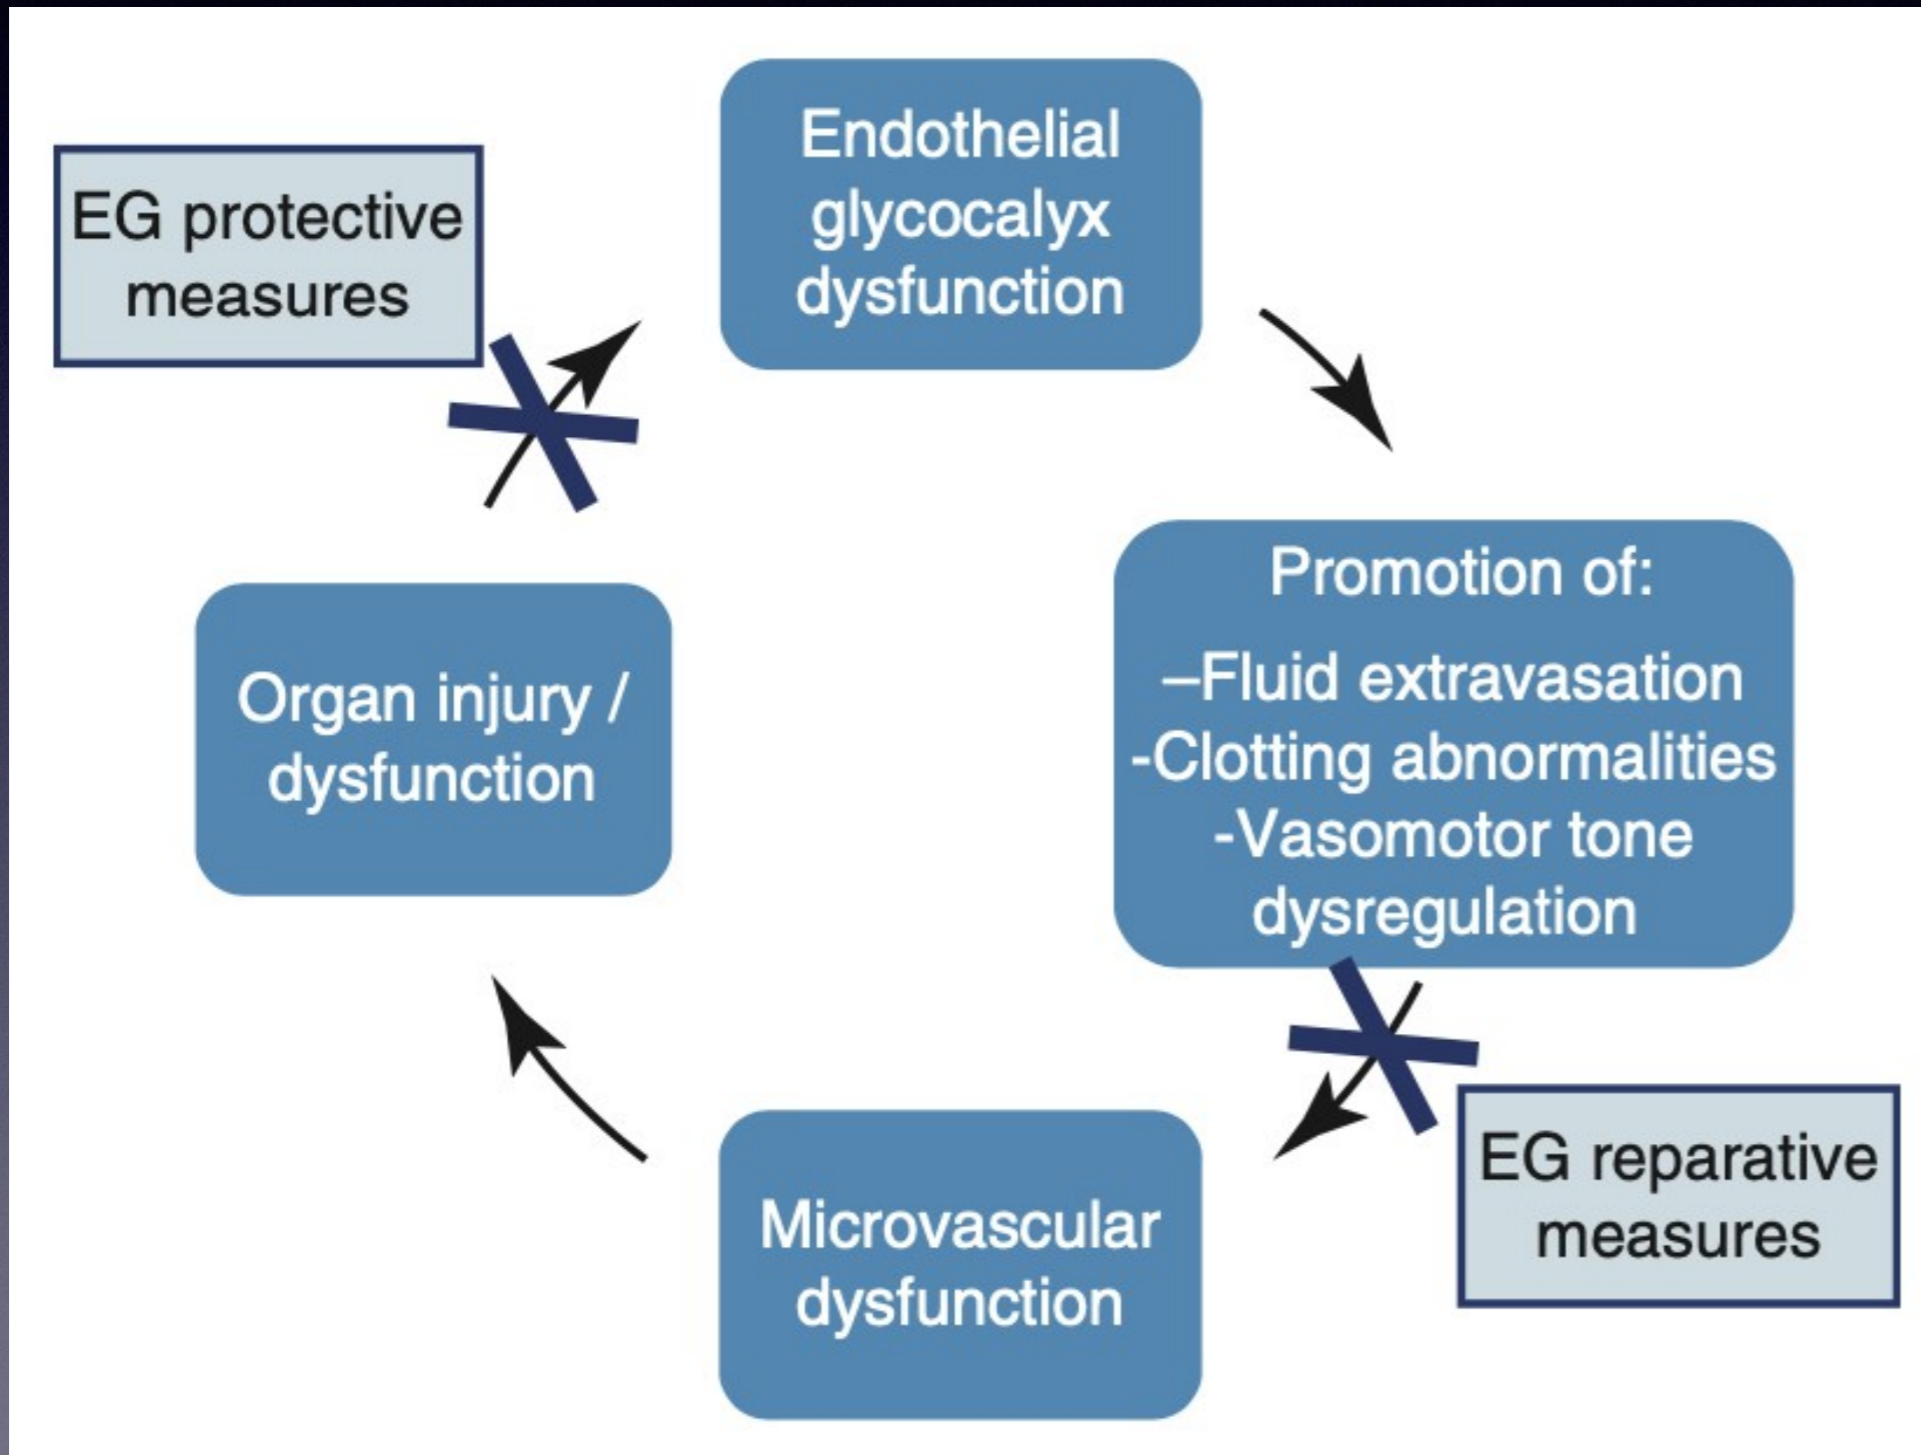 Endothelial
glycocalyx
dysfunction
EG protective
measures
Promotion of:
–Fluid extravasation
-Clotting abnormalities
-Vasomotor tone
dysregulation
Organ injury /
dysfunction
EG reparative
measures
Microvascular
dysfunction